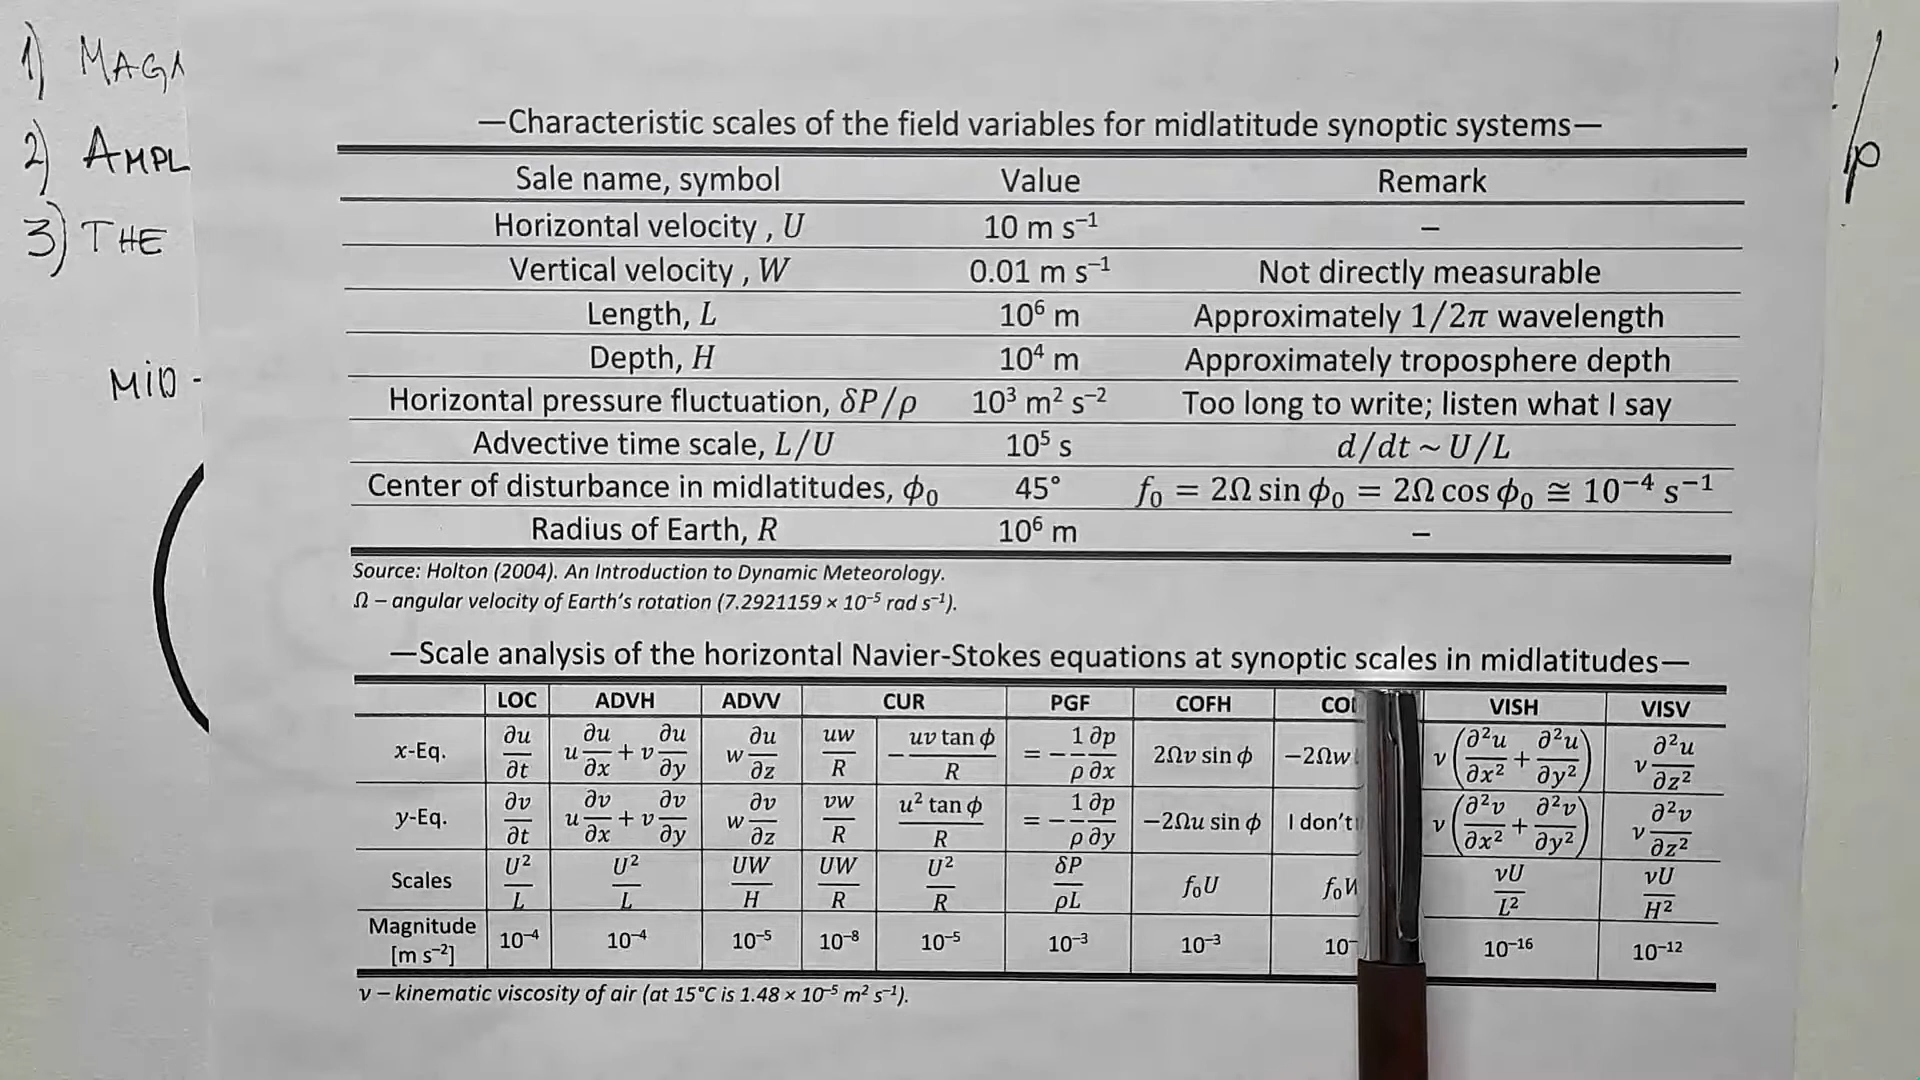 1) MAGN
2) AMPL
3) THE
MID-
P
—Characteristic scales of the field variables for midlatitude synoptic systems—
Sale name, symbol Value Remark
Horizontal velocity , U 10 m s⁻¹ –
Vertical velocity , W 0.01 m s⁻¹ Not directly measurable
Length, L 10⁶ m Approximately 1/2π wavelength
Depth, H 10⁴ m Approximately troposphere depth
Horizontal pressure fluctuation, δP/ρ 10³ m² s⁻² Too long to write; listen what I say
Advective time scale, L/U 10⁵ s d/dt ~ U/L
Center of disturbance in midlatitudes, ϕ₀ 45° f₀ = 2Ω sin ϕ₀ = 2Ω cos ϕ₀ ≅ 10⁻⁴ s⁻¹
Radius of Earth, R 10⁶ m –
Source: Holton (2004). An Introduction to Dynamic Meteorology.
Ω – angular velocity of Earth's rotation (7.2921159 × 10⁻⁵ rad s⁻¹).
—Scale analysis of the horizontal Navier-Stokes equations at synoptic scales in midlatitudes—
LOC ADVH ADVV CUR PGF COFH VISH VISV
x-Eq. ∂u/∂t u ∂u/∂x + v ∂u/∂y w ∂u/∂z uw/R − uv tan ϕ/R = − 1/ρ ∂p/∂x 2Ωv sin ϕ −2Ωw ν(∂²u/∂x² + ∂²u/∂y²) ν ∂²u/∂z²
y-Eq. ∂v/∂t u ∂v/∂x + v ∂v/∂y w ∂v/∂z vw/R u² tan ϕ/R = − 1/ρ ∂p/∂y −2Ωu sin ϕ I don't ν(∂²v/∂x² + ∂²v/∂y²) ν ∂²v/∂z²
Scales U²/L U²/L UW/H UW/R U²/R δP/ρL f₀U f₀W νU/L² νU/H²
Magnitude [m s⁻²] 10⁻⁴ 10⁻⁴ 10⁻⁵ 10⁻⁸ 10⁻⁵ 10⁻³ 10⁻³ 10⁻ 10⁻¹⁶ 10⁻¹²
ν – kinematic viscosity of air (at 15°C is 1.48 × 10⁻⁵ m² s⁻¹).